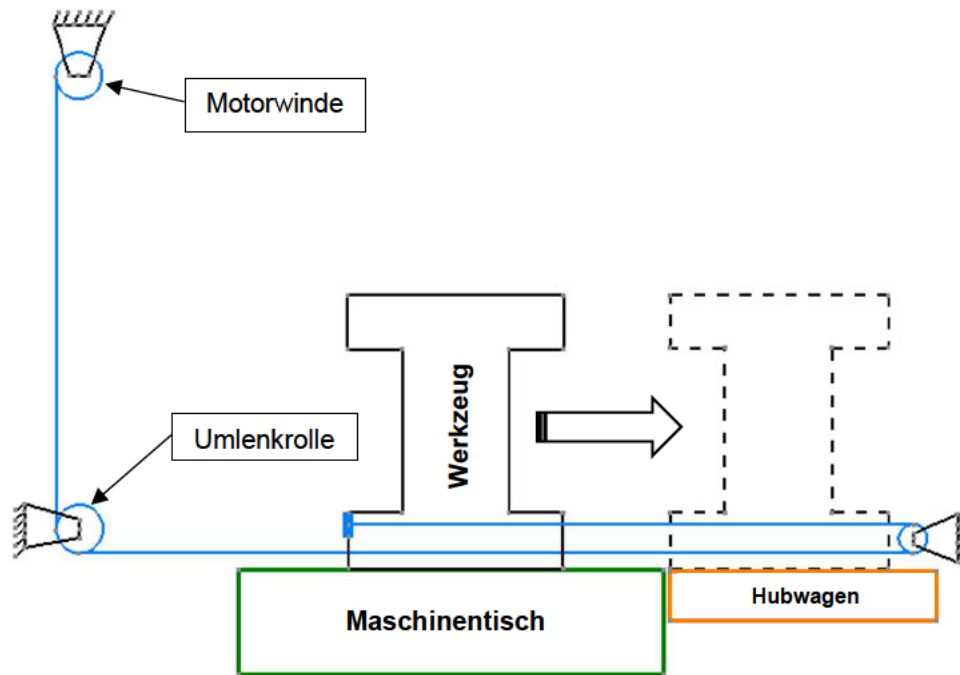 Motorwinde
Werkzeug
Umlenkrolle
Maschinentisch
Hubwagen